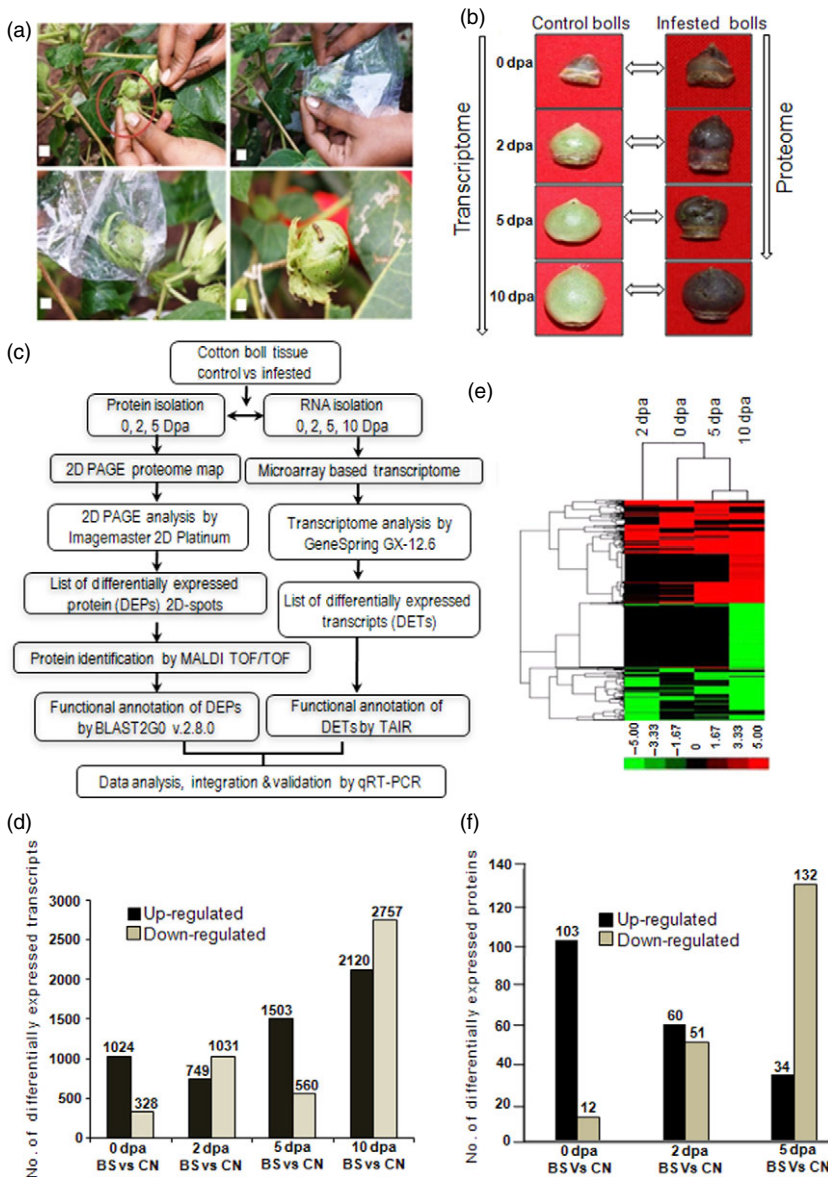 (a)
(b)
Control bolls
Infested bolls
0 dpa
2 dpa
5 dpa
10 dpa
Transcriptome
Proteome
(c)
Cotton boll tissue
control vs infested
Protein isolation
0, 2, 5 Dpa
RNA isolation
0, 2, 5, 10 Dpa
2D PAGE proteome map
Microarray based transcriptome
2D PAGE analysis by
Imagemaster 2D Platinum
Transcriptome analysis by
GeneSpring GX-12.6
List of differentially expressed
protein (DEPs) 2D-spots
List of differentially expressed
transcripts (DETs)
Protein identification by MALDI TOF/TOF
Functional annotation of DEPs
by BLAST2G0 v.2.8.0
Functional annotation of
DETs by TAIR
Data analysis, integration & validation by qRT-PCR
(e)
2 dpa
0 dpa
5 dpa
10 dpa
−5.00
−3.33
−1.67
0
1.67
3.33
5.00
(d)
No. of differentially expressed transcripts
3000
2500
2000
1500
1000
500
0
Up-regulated
Down-regulated
1024
328
749
1031
1503
560
2120
2757
0 dpa
BS vs CN
2 dpa
BS vs CN
5 dpa
BS vs CN
10 dpa
BS vs CN
(f)
No. of differentially expressed proteins
140
120
100
80
60
40
20
0
Up-regulated
Down-regulated
103
12
60
51
34
132
0 dpa
BS Vs CN
2 dpa
BS Vs CN
5 dpa
BS Vs CN